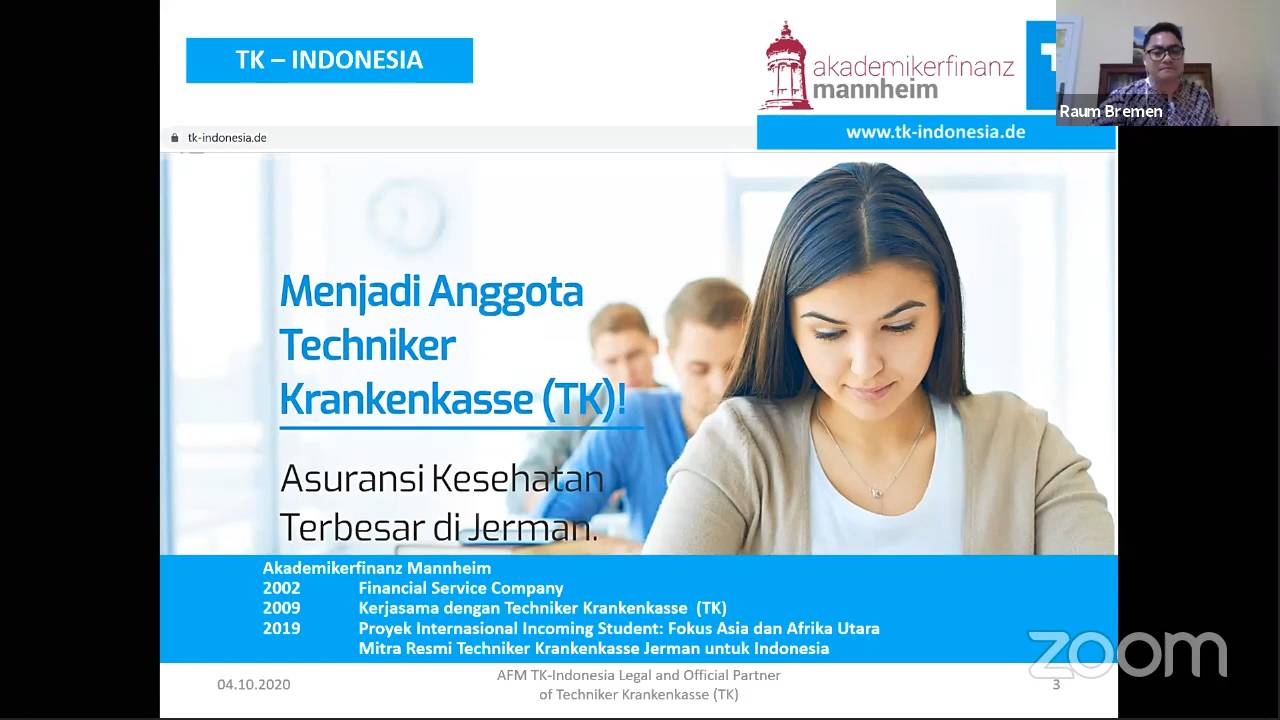 TK – INDONESIA
akademikerfinanz
mannheim
Raum Bremen
www.tk-indonesia.de
tk-indonesia.de
Menjadi Anggota
Techniker
Krankenkasse (TK)!
Asuransi Kesehatan
Terbesar di Jerman.
Akademikerfinanz Mannheim
2002 Financial Service Company
2009 Kerjasama dengan Techniker Krankenkasse (TK)
2019 Proyek Internasional Incoming Student: Fokus Asia dan Afrika Utara
Mitra Resmi Techniker Krankenkasse Jerman untuk Indonesia
zoom
04.10.2020
AFM TK-Indonesia Legal and Official Partner
of Techniker Krankenkasse (TK)
3